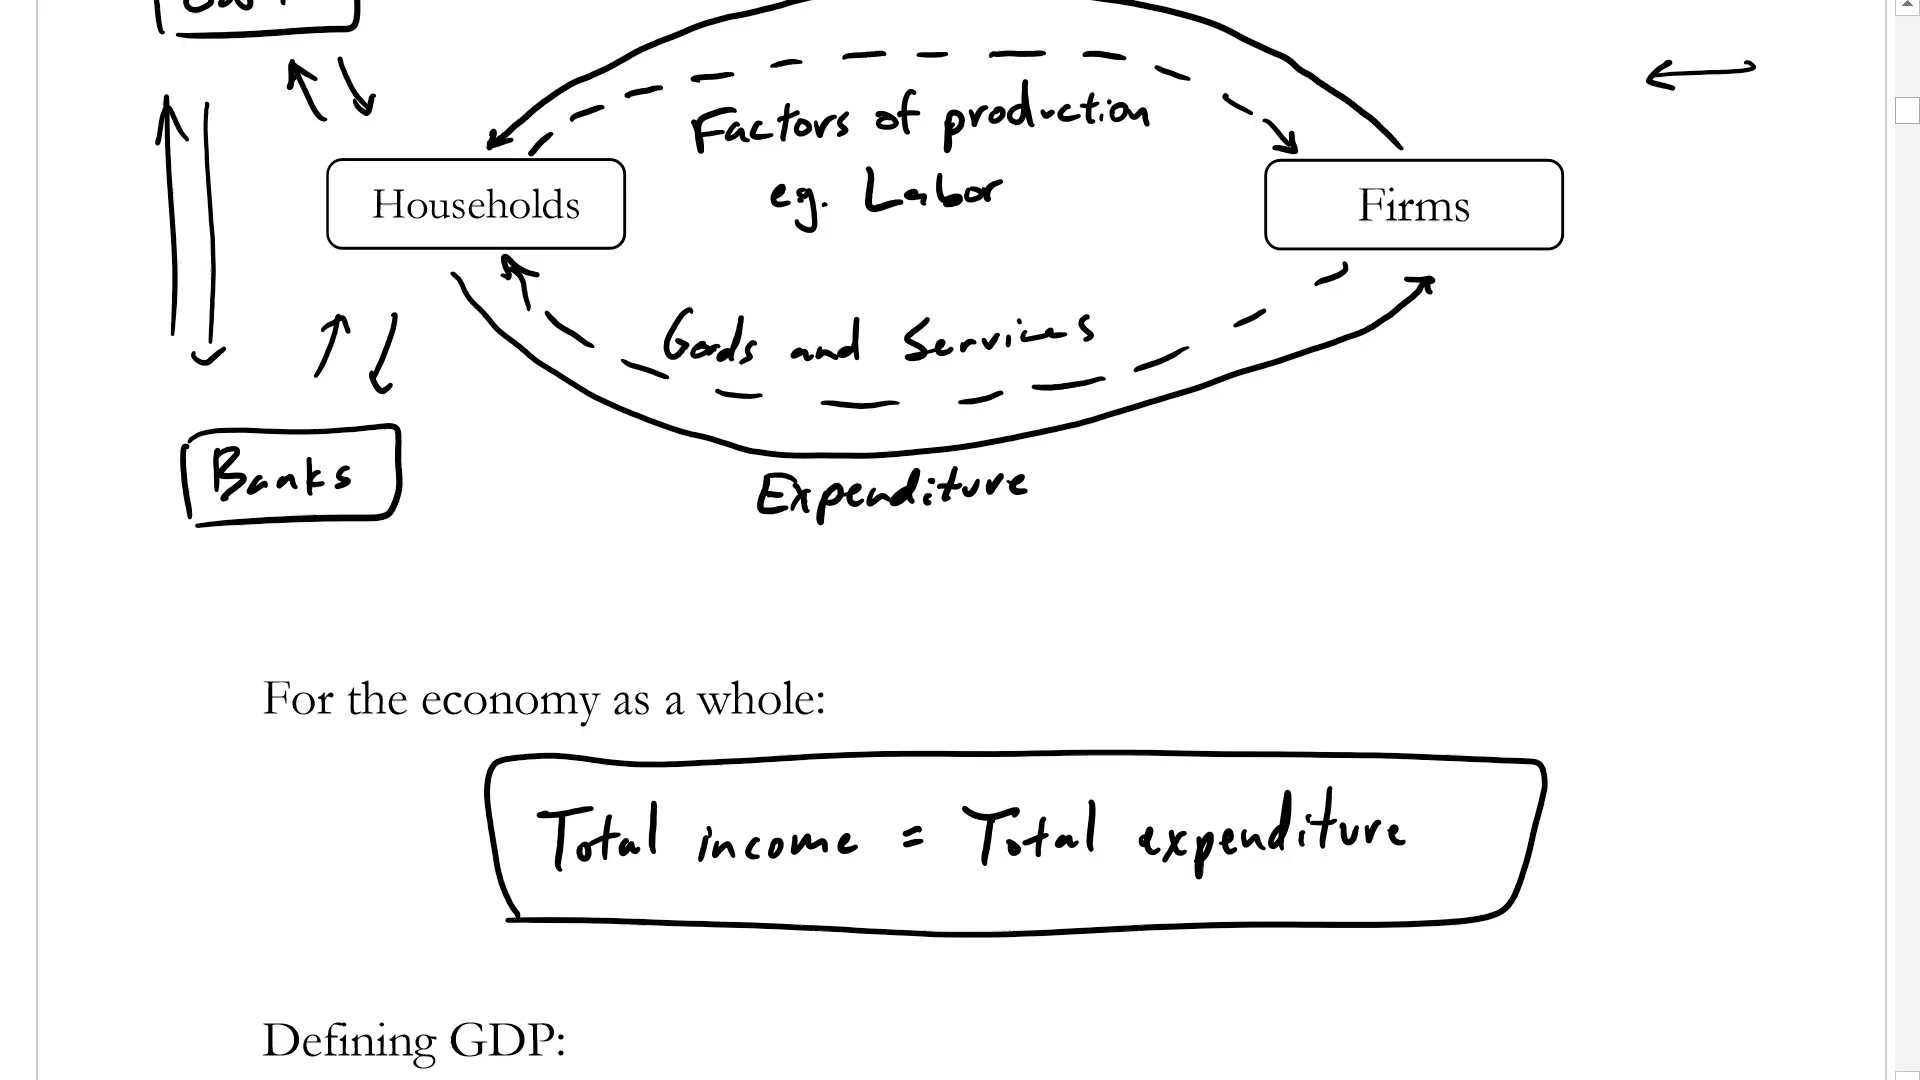 Factors of production
eg. Labor
Households
Firms
Goods and Services
Banks
Expenditure
For the economy as a whole:
Total income = Total expenditure
Defining GDP: